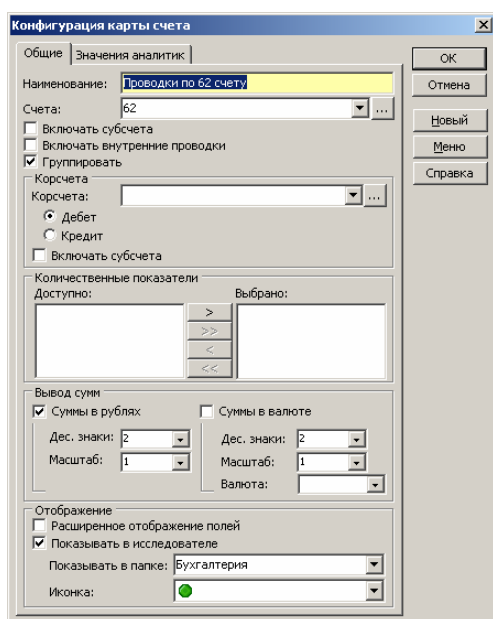 Конфигурация карты счета
Общие Значения аналитик
ОК
Наименование: Проводки по 62 счету
Отмена
Счета: 62 ...
Новый
Включать субсчета
Включать внутренние проводки
Меню
Группировать
Справка
Корсчета
Корсчета: ...
Дебет
Кредит
Включать субсчета
Количественные показатели
Доступно: Выбрано:
>
>>
<
<<
Вывод сумм
Суммы в рублях Суммы в валюте
Дес. знаки: 2 Дес. знаки: 2
Масштаб: 1 Масштаб: 1
Валюта:
Отображение
Расширенное отображение полей
Показывать в исследователе
Показывать в папке: Бухгалтерия
Иконка: